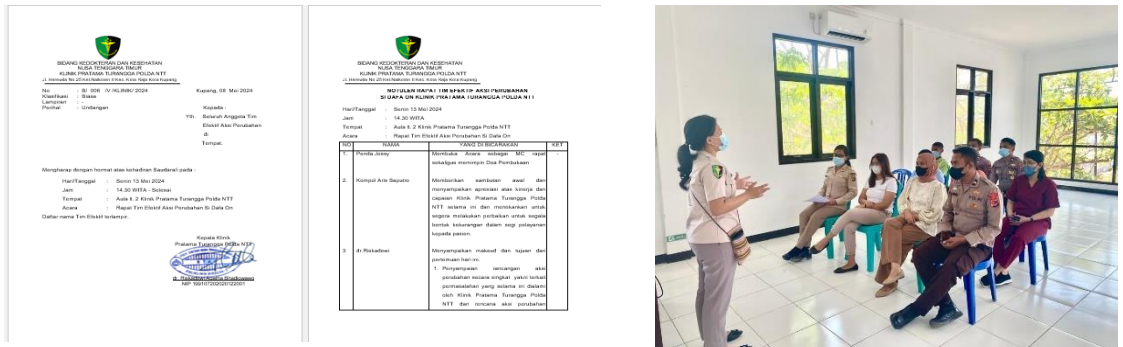 BIDANG KEDOKTERAN DAN KESEHATAN
NUSA TENGGARA TIMUR
KLINIK PRATAMA TURANGGA POLDA NTT
No : B/ 308 /V /KLINIK/ 2024 Kupang, 08 Mei 2024
Klasifikasi : Biasa
Lampiran : -
Perihal : Undangan Kepada :
Yth. Seluruh Anggota Tim
Efektif Aksi Perubahan
di
Tempat.
Mengharap dengan hormat atas kehadiran Saudara/i pada :
Hari/Tanggal : Senin 13 Mei 2024
Jam : 14.30 WITA - Selesai
Tempat : Aula lt. 2 Klinik Pratama Turangga Polda NTT
Acara : Rapat Tim Efektif Aksi Perubahan Si Dafa On
Daftar nama Tim Efektif terlampir.
Kepala Klinik
Pratama Turangga Polda NTT
BIDANG KEDOKTERAN DAN KESEHATAN
NUSA TENGGARA TIMUR
KLINIK PRATAMA TURANGGA POLDA NTT
NOTULEN RAPAT TIM EFEKTIF AKSI PERUBAHAN
SI DAFA ON KLINIK PRATAMA TURANGGA POLDA NTT
Hari/Tanggal : Senin 13 Mei 2024
Jam : 14.30 WITA
Tempat : Aula lt. 2 Klinik Pratama Turangga Polda NTT
Acara : Rapat Tim Efektif Aksi Perubahan Si Dafa On
NO NAMA YANG DI BICARAKAN KET
1. Penda Jossy Membuka Acara sebagai MC rapat -
sekaligus memimpin Doa Pembukaan
2. Kompol Aris Saputro Memberikan sambutan awal dan
menyampaikan apresiasi atas kinerja dan
capaian Klinik Pratama Turangga Polda
NTT selama ini dan menekankan untuk
segera melakukan perbaikan untuk segala
bentuk kekurangan dalam segi pelayanan
kepada pasien.
3 dr.Riskadewi Menyampaikan maksud dan tujuan dari
pertemuan hari ini.
1. Penyampaian rancangan aksi
perubahan secara singkat yakni terkait
permasalahan yang selama ini dialami
oleh Klinik Pratama Turangga Polda
NTT dan rencana aksi perubahan